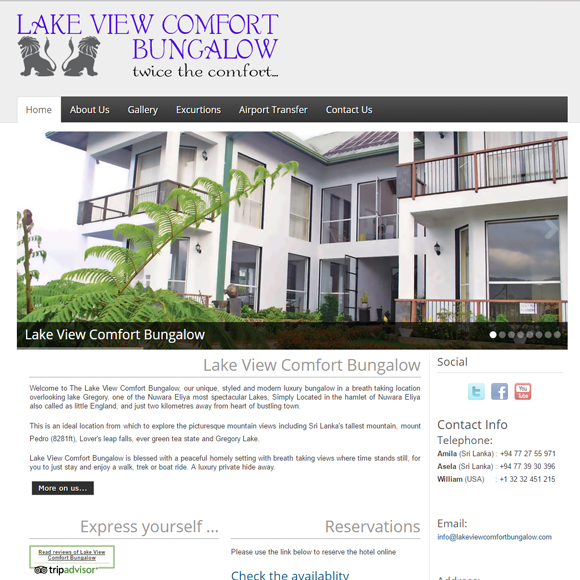 LAKE VIEW COMFORT
BUNGALOW
twice the comfort...
Home About Us Gallery Excurtions Airport Transfer Contact Us
Lake View Comfort Bungalow
Lake View Comfort Bungalow
Welcome to The Lake View Comfort Bungalow, our unique, styled and modern luxury bungalow in a breath taking location
overlooking lake Gregory, one of the Nuwara Eliya most spectacular Lakes, Simply Located in the hamlet of Nuwara Eliya
also called as little England, and just two kilometres away from heart of bustling town.
This is an ideal location from which to explore the picturesque mountain views including Sri Lanka's tallest mountain, mount
Pedro (8281ft), Lover's leap falls, ever green tea state and Gregory Lake.
Lake View Comfort Bungalow is blessed with a peaceful homely setting with breath taking views where time stands still, for
you to just stay and enjoy a walk, trek or boat ride. A luxury private hide away.
More on us...
Express yourself ...
Read reviews of Lake View
Comfort Bungalow
tripadvisor
Reservations
Please use the link below to reserve the hotel online
Check the availablity
Social
You
Tube
Contact Info
Telephone:
Amila (Sri Lanka) : +94 77 27 55 971
Asela (Sri Lanka) : +94 77 39 30 396
William (USA) : +1 32 32 451 215
Email:
info@lakeviewcomfortbungalow.com
Address: